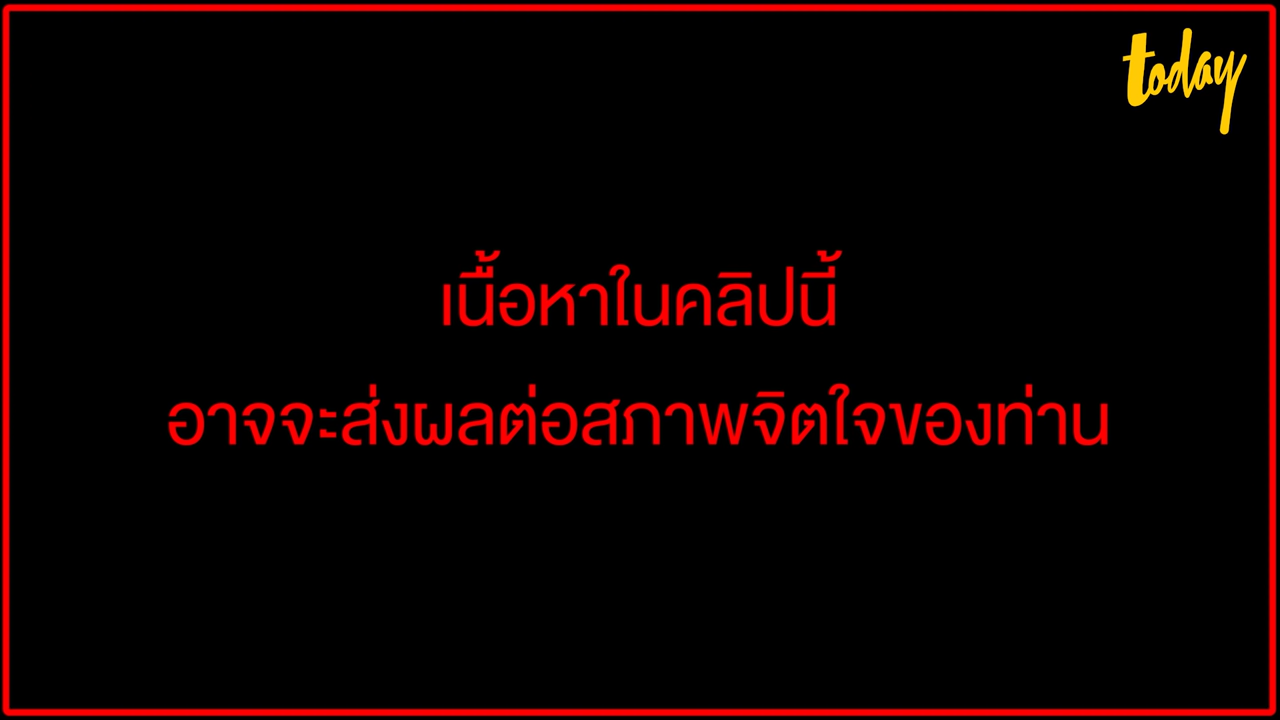 today
เนื้อหาในคลิปนี้
อาจจะส่งผลต่อสภาพจิตใจของท่าน